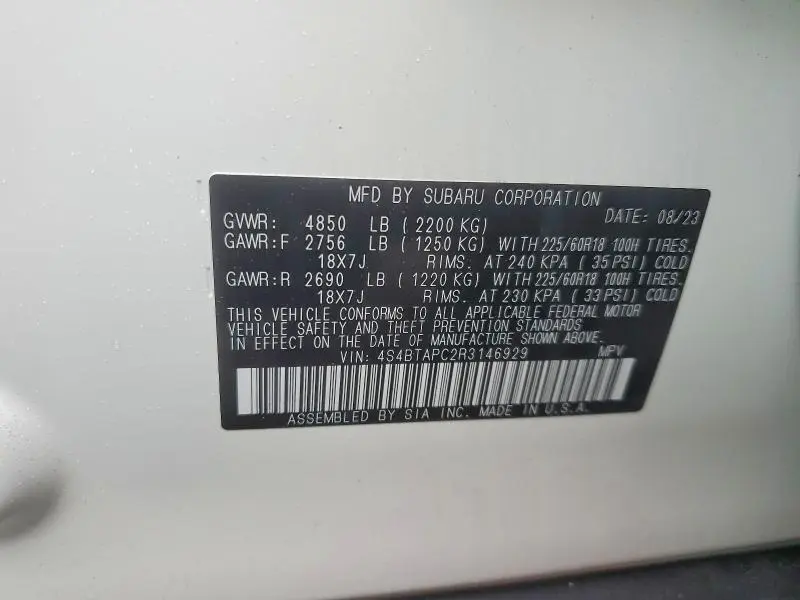 MFD BY SUBARU CORPORATION
DATE: 08/23
GVWR: 4850 LB ( 2200 KG)
GAWR:F 2756 LB ( 1250 KG) WITH 225/60R18 100H TIRES.
18X7J RIMS. AT 240 KPA ( 35 PSI) COLD
GAWR:R 2690 LB ( 1220 KG) WITH 225/60R18 100H TIRES.
18X7J RIMS. AT 230 KPA ( 33 PSI) COLD
THIS VEHICLE CONFORMS TO ALL APPLICABLE FEDERAL MOTOR
VEHICLE SAFETY AND THEFT PREVENTION STANDARDS
IN EFFECT ON THE DATE OF MANUFACTURE SHOWN ABOVE.
VIN: 4S4BTAPC2R3146929 MPV
ASSEMBLED BY SIA INC. MADE IN U.S.A.